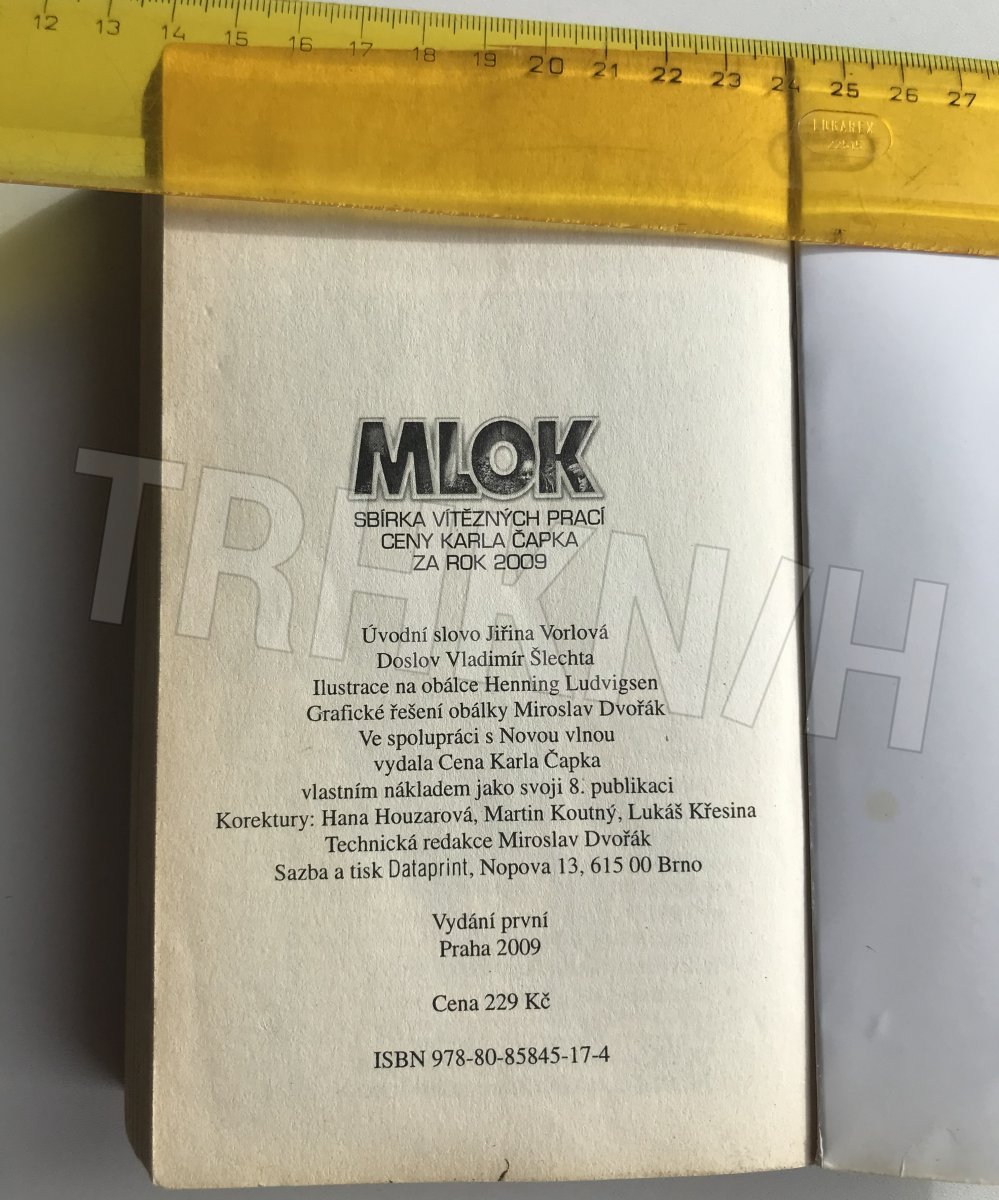 12 13 14 15 16 17 18 19 20 21 22 23 24 25 26 27
MLOK
SBÍRKA VÍTĚZNÝCH PRACÍ
CENY KARLA ČAPKA
ZA ROK 2009
Úvodní slovo Jiřina Vorlová
Doslov Vladimír Šlechta
Ilustrace na obálce Henning Ludvigsen
Grafické řešení obálky Miroslav Dvořák
Ve spolupráci s Novou vlnou
vydala Cena Karla Čapka
vlastním nákladem jako svoji 8. publikaci
Korektury: Hana Houzarová, Martin Koutný, Lukáš Křesina
Technická redakce Miroslav Dvořák
Sazba a tisk Dataprint, Nopova 13, 615 00 Brno
Vydání první
Praha 2009
Cena 229 Kč
ISBN 978-80-85845-17-4
TRHKNIH